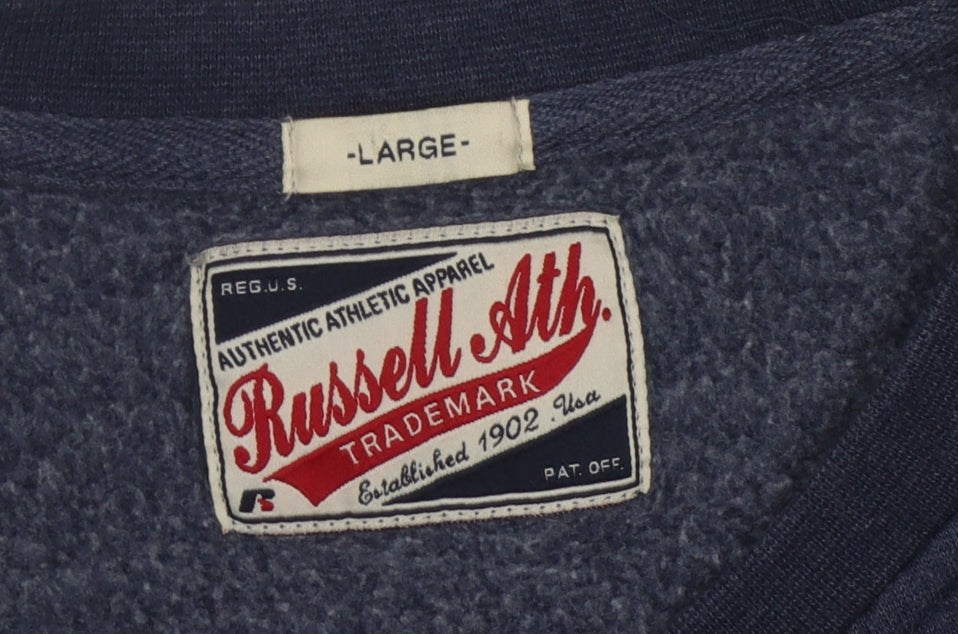 -LARGE-
REG.U.S.
AUTHENTIC ATHLETIC APPAREL
Russell Ath.
TRADEMARK
Established 1902 . Usa
PAT. OFF.
R